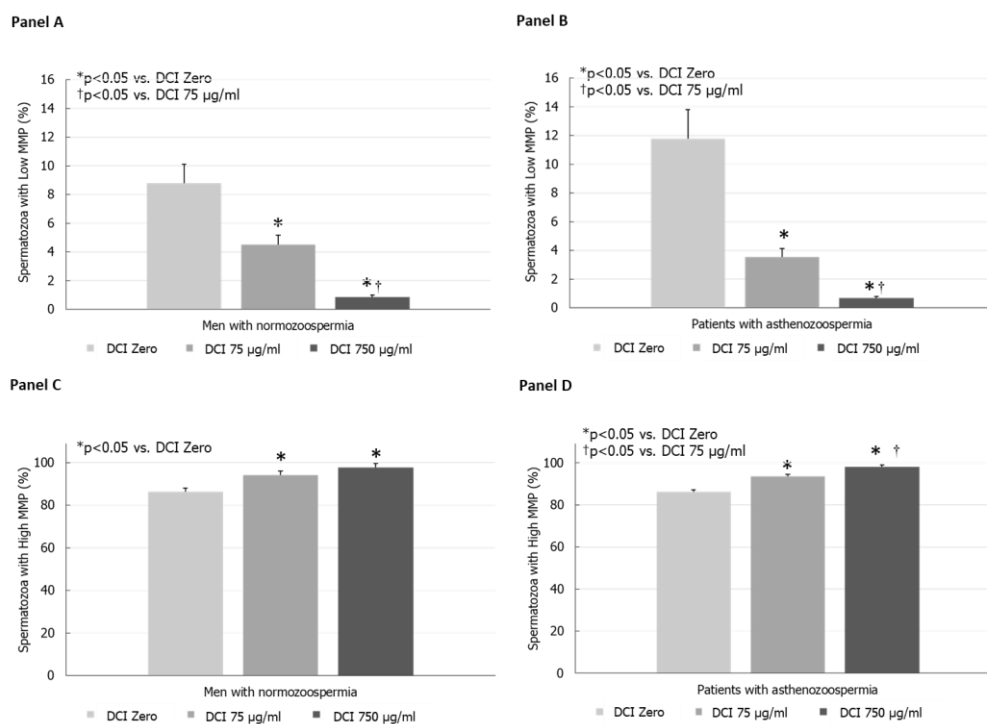 Panel A
*p<0.05 vs. DCI Zero
†p<0.05 vs. DCI 75 µg/ml
Spermatozoa with Low MMP (%)
16
14
12
10
8
6
4
2
0
*
*†
Men with normozoospermia
DCI Zero DCI 75 µg/ml DCI 750 µg/ml
Panel B
*p<0.05 vs. DCI Zero
†p<0.05 vs. DCI 75 µg/ml
Spermatozoa with Low MMP (%)
16
14
12
10
8
6
4
2
0
*
*†
Patients with asthenozoospermia
DCI Zero DCI 75 µg/ml DCI 750 µg/ml
Panel C
*p<0.05 vs. DCI Zero
Spermatozoa with High MMP (%)
100
80
60
40
20
0
* *
Men with normozoospermia
DCI Zero DCI 75 µg/ml DCI 750 µg/ml
Panel D
*p<0.05 vs. DCI Zero
†p<0.05 vs. DCI 75 µg/ml
Spermatozoa with High MMP (%)
100
80
60
40
20
0
*
* †
Patients with asthenozoospermia
DCI Zero DCI 75 µg/ml DCI 750 µg/ml